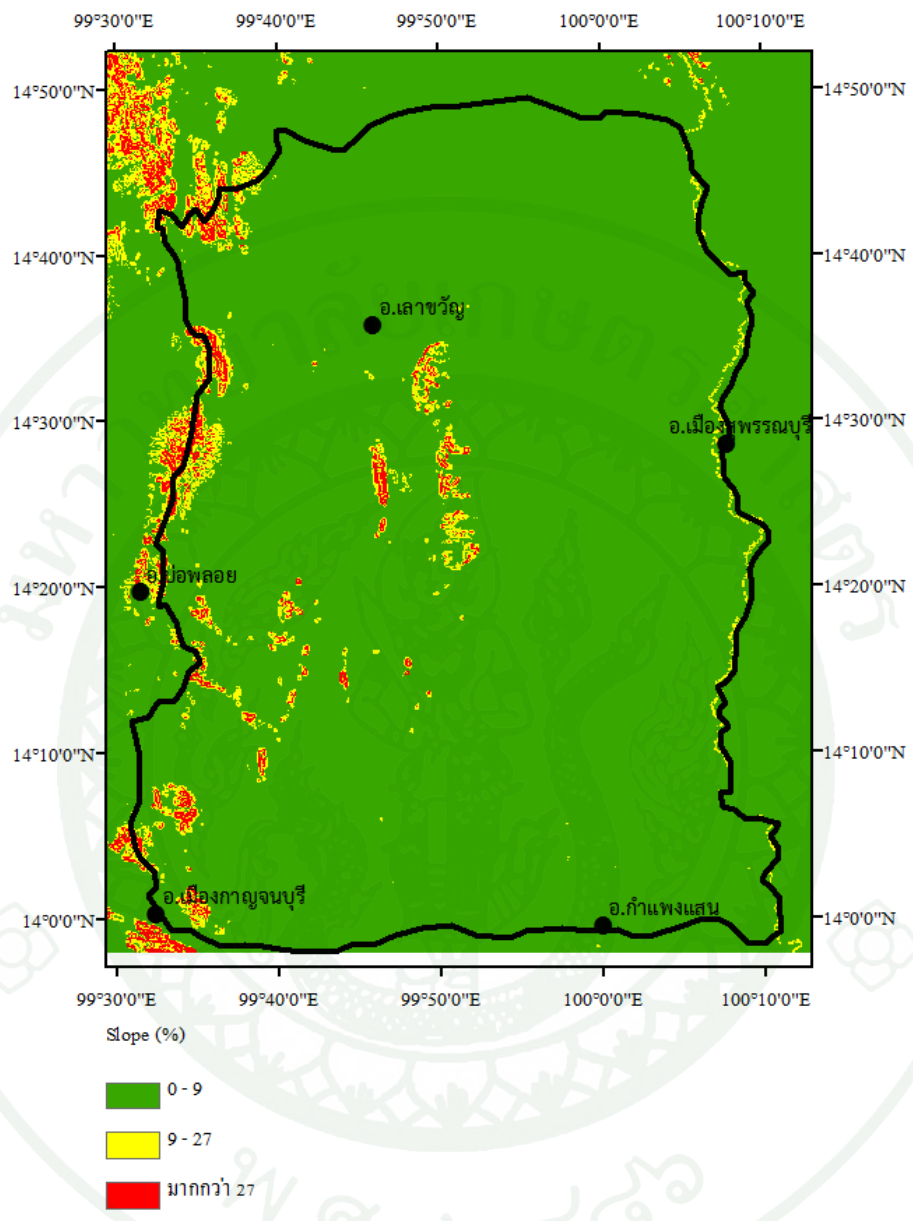 99°30'0"E 99°40'0"E 99°50'0"E 100°0'0"E 100°10'0"E
14°50'0"N 14°50'0"N
14°40'0"N 14°40'0"N
อ.เลาขวัญ
14°30'0"N 14°30'0"N
อ.เมืองสุพรรณบุรี
14°20'0"N 14°20'0"N
อ.บ่อพลอย
14°10'0"N 14°10'0"N
อ.เมืองกาญจนบุรี
อ.กำแพงแสน
14°0'0"N 14°0'0"N
99°30'0"E 99°40'0"E 99°50'0"E 100°0'0"E 100°10'0"E
Slope (%)
0 - 9
9 - 27
มากกว่า 27